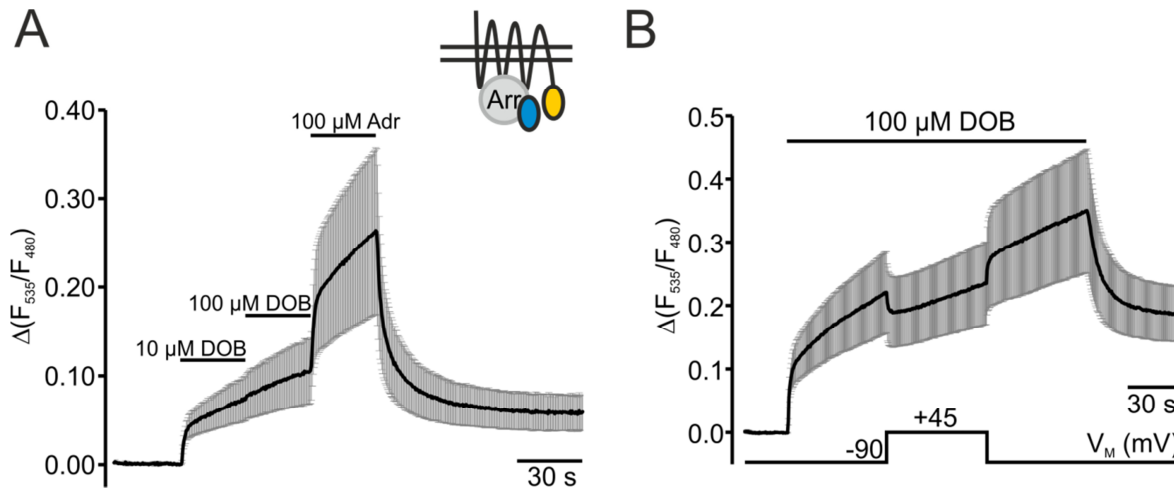 A
Arr
100 µM Adr
100 µM DOB
10 µM DOB
0.40
0.30
0.20
0.10
0.00
Δ(F535/F480)
30 s
B
100 µM DOB
0.5
0.4
0.3
0.2
0.1
0.0
Δ(F535/F480)
30 s
+45
-90
VM (mV)